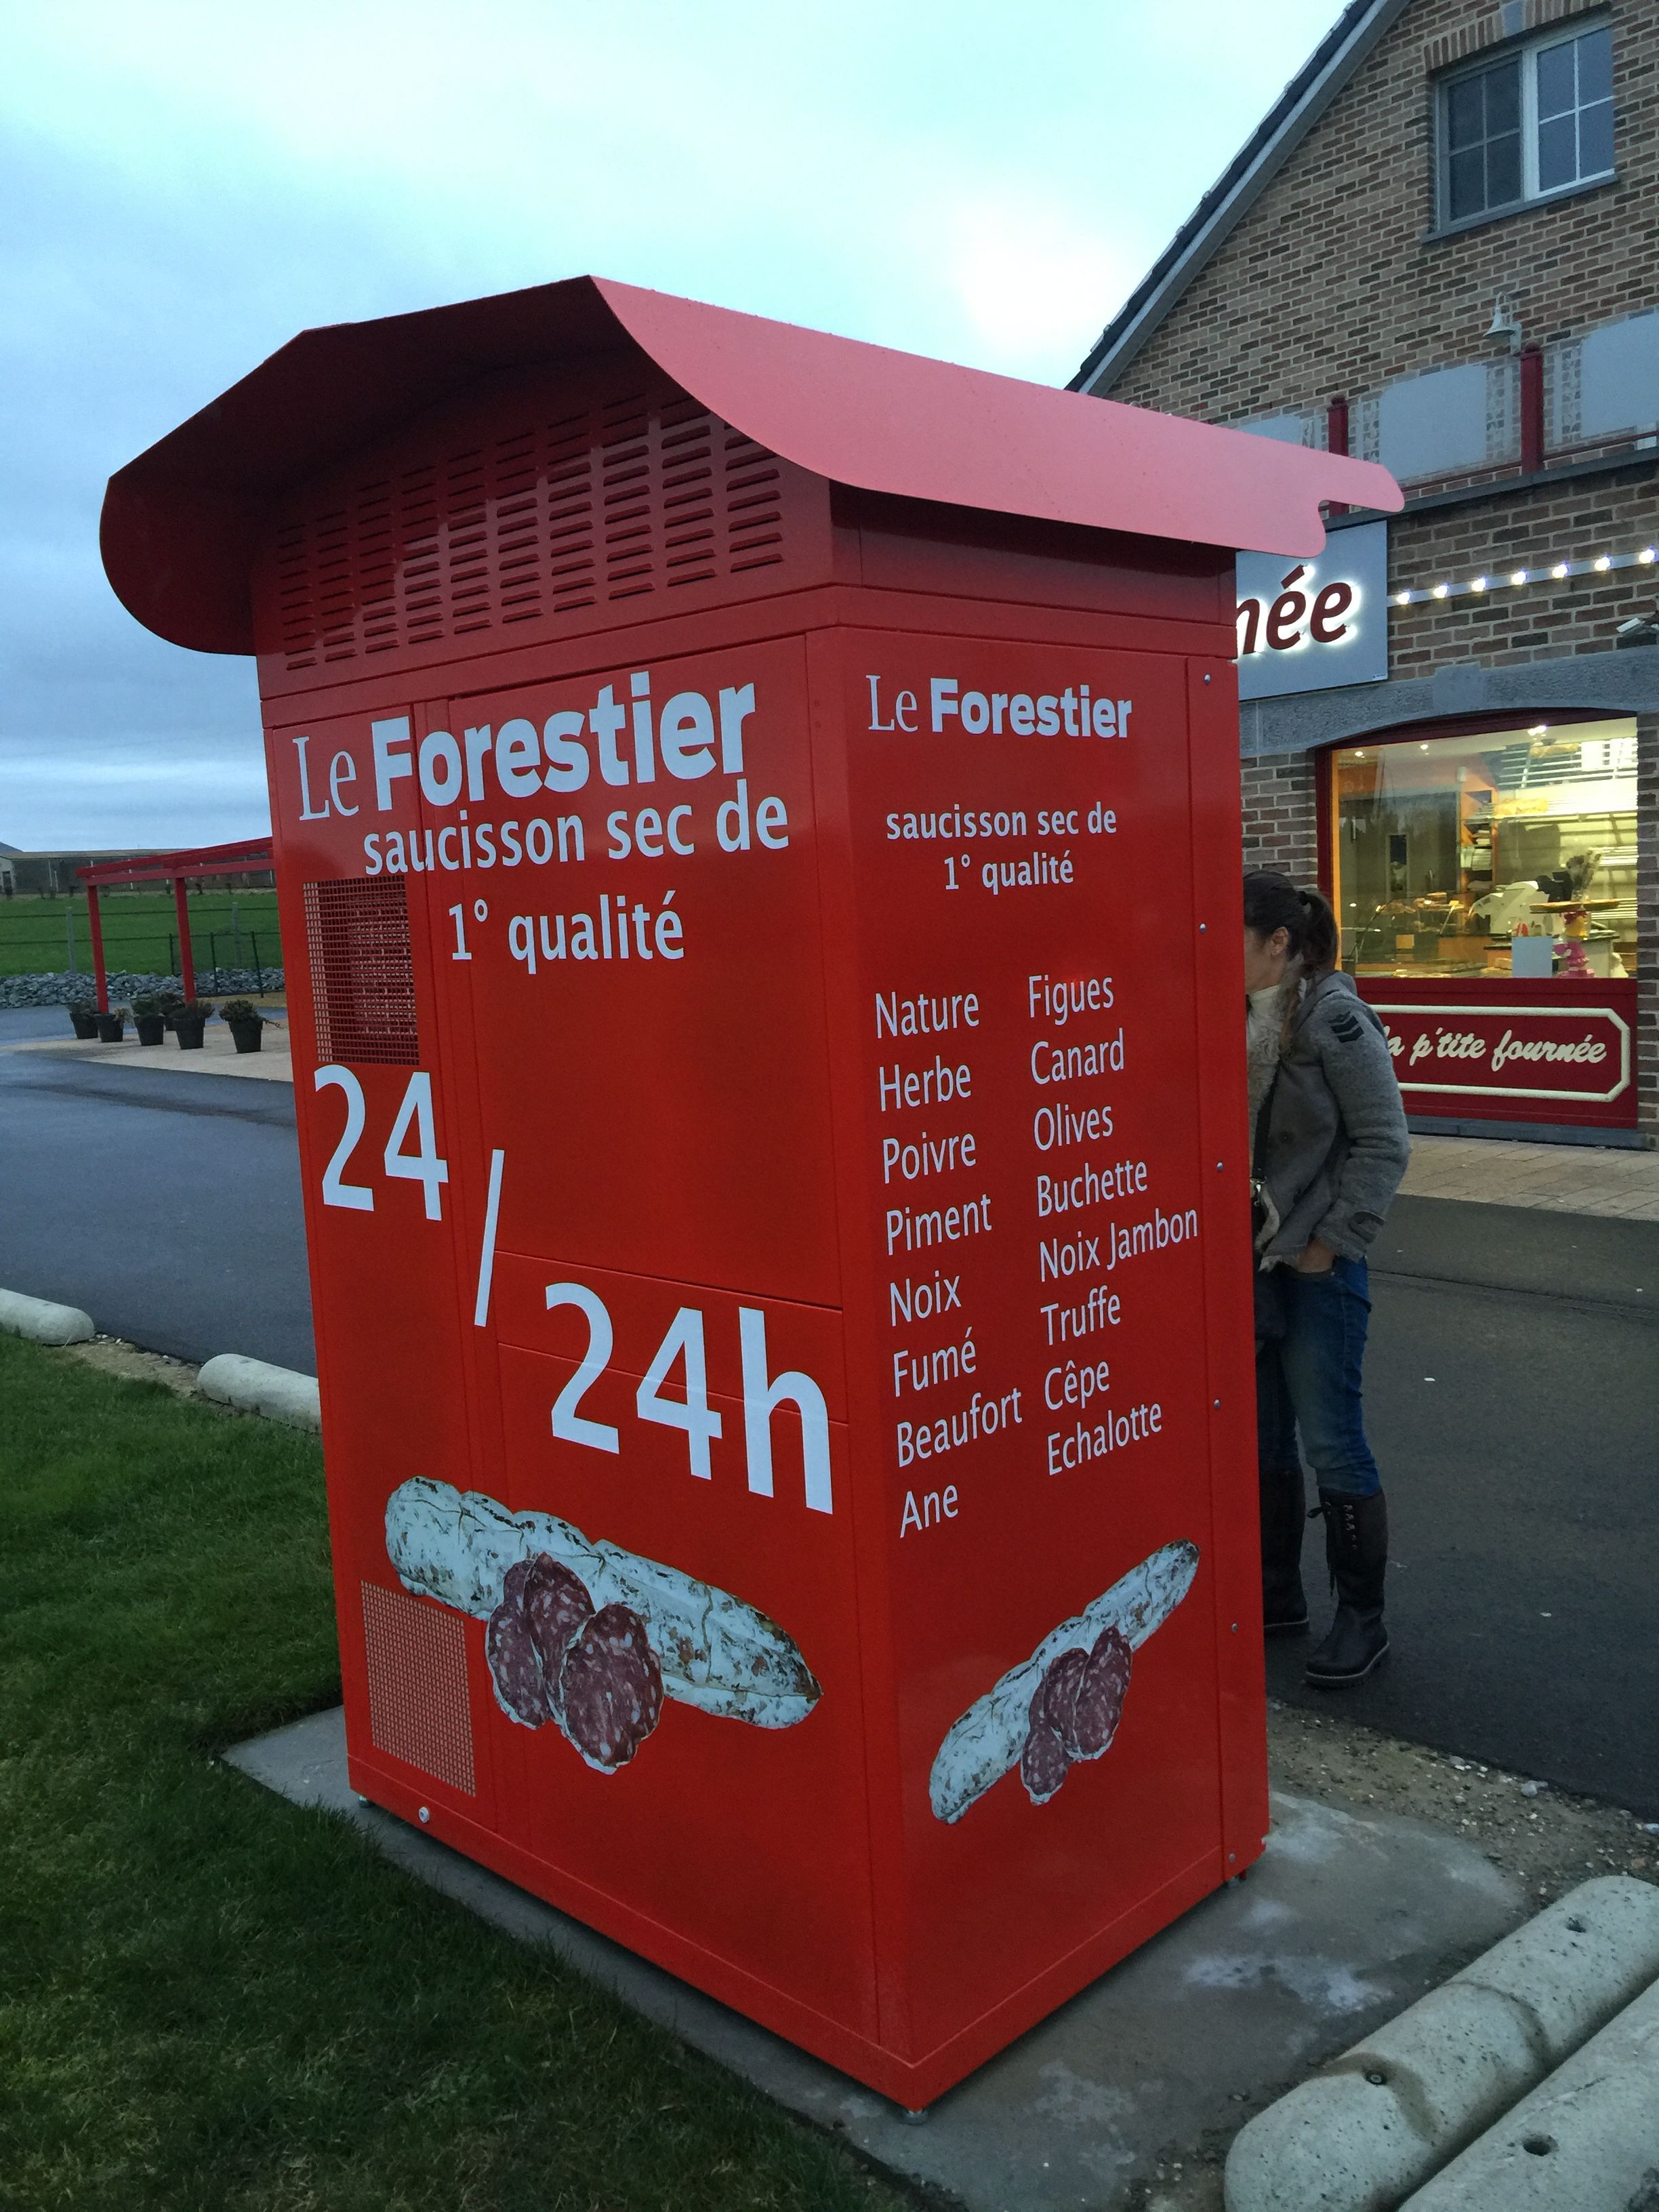 Le Forestier
saucisson sec de
1° qualité
24/24h
Le Forestier
saucisson sec de
1° qualité
Nature
Herbe
Poivre
Piment
Noix
Fumé
Beaufort
Ane
Figues
Canard
Olives
Buchette
Noix Jambon
Truffe
Cêpe
Echalotte
née
la p'tite fournée